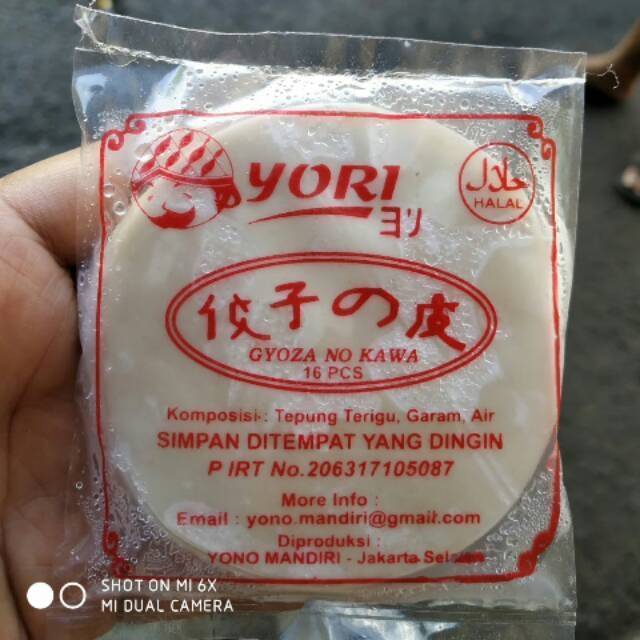 YORI
ヨリ
حلال
HALAL
餃子の皮
GYOZA NO KAWA
16 PCS
Komposisi : Tepung Terigu, Garam, Air
SIMPAN DITEMPAT YANG DINGIN
P IRT No.206317105087
More Info :
Email : yono.mandiri@gmail.com
Diproduksi :
YONO MANDIRI - Jakarta Selatan
SHOT ON MI 6X
MI DUAL CAMERA